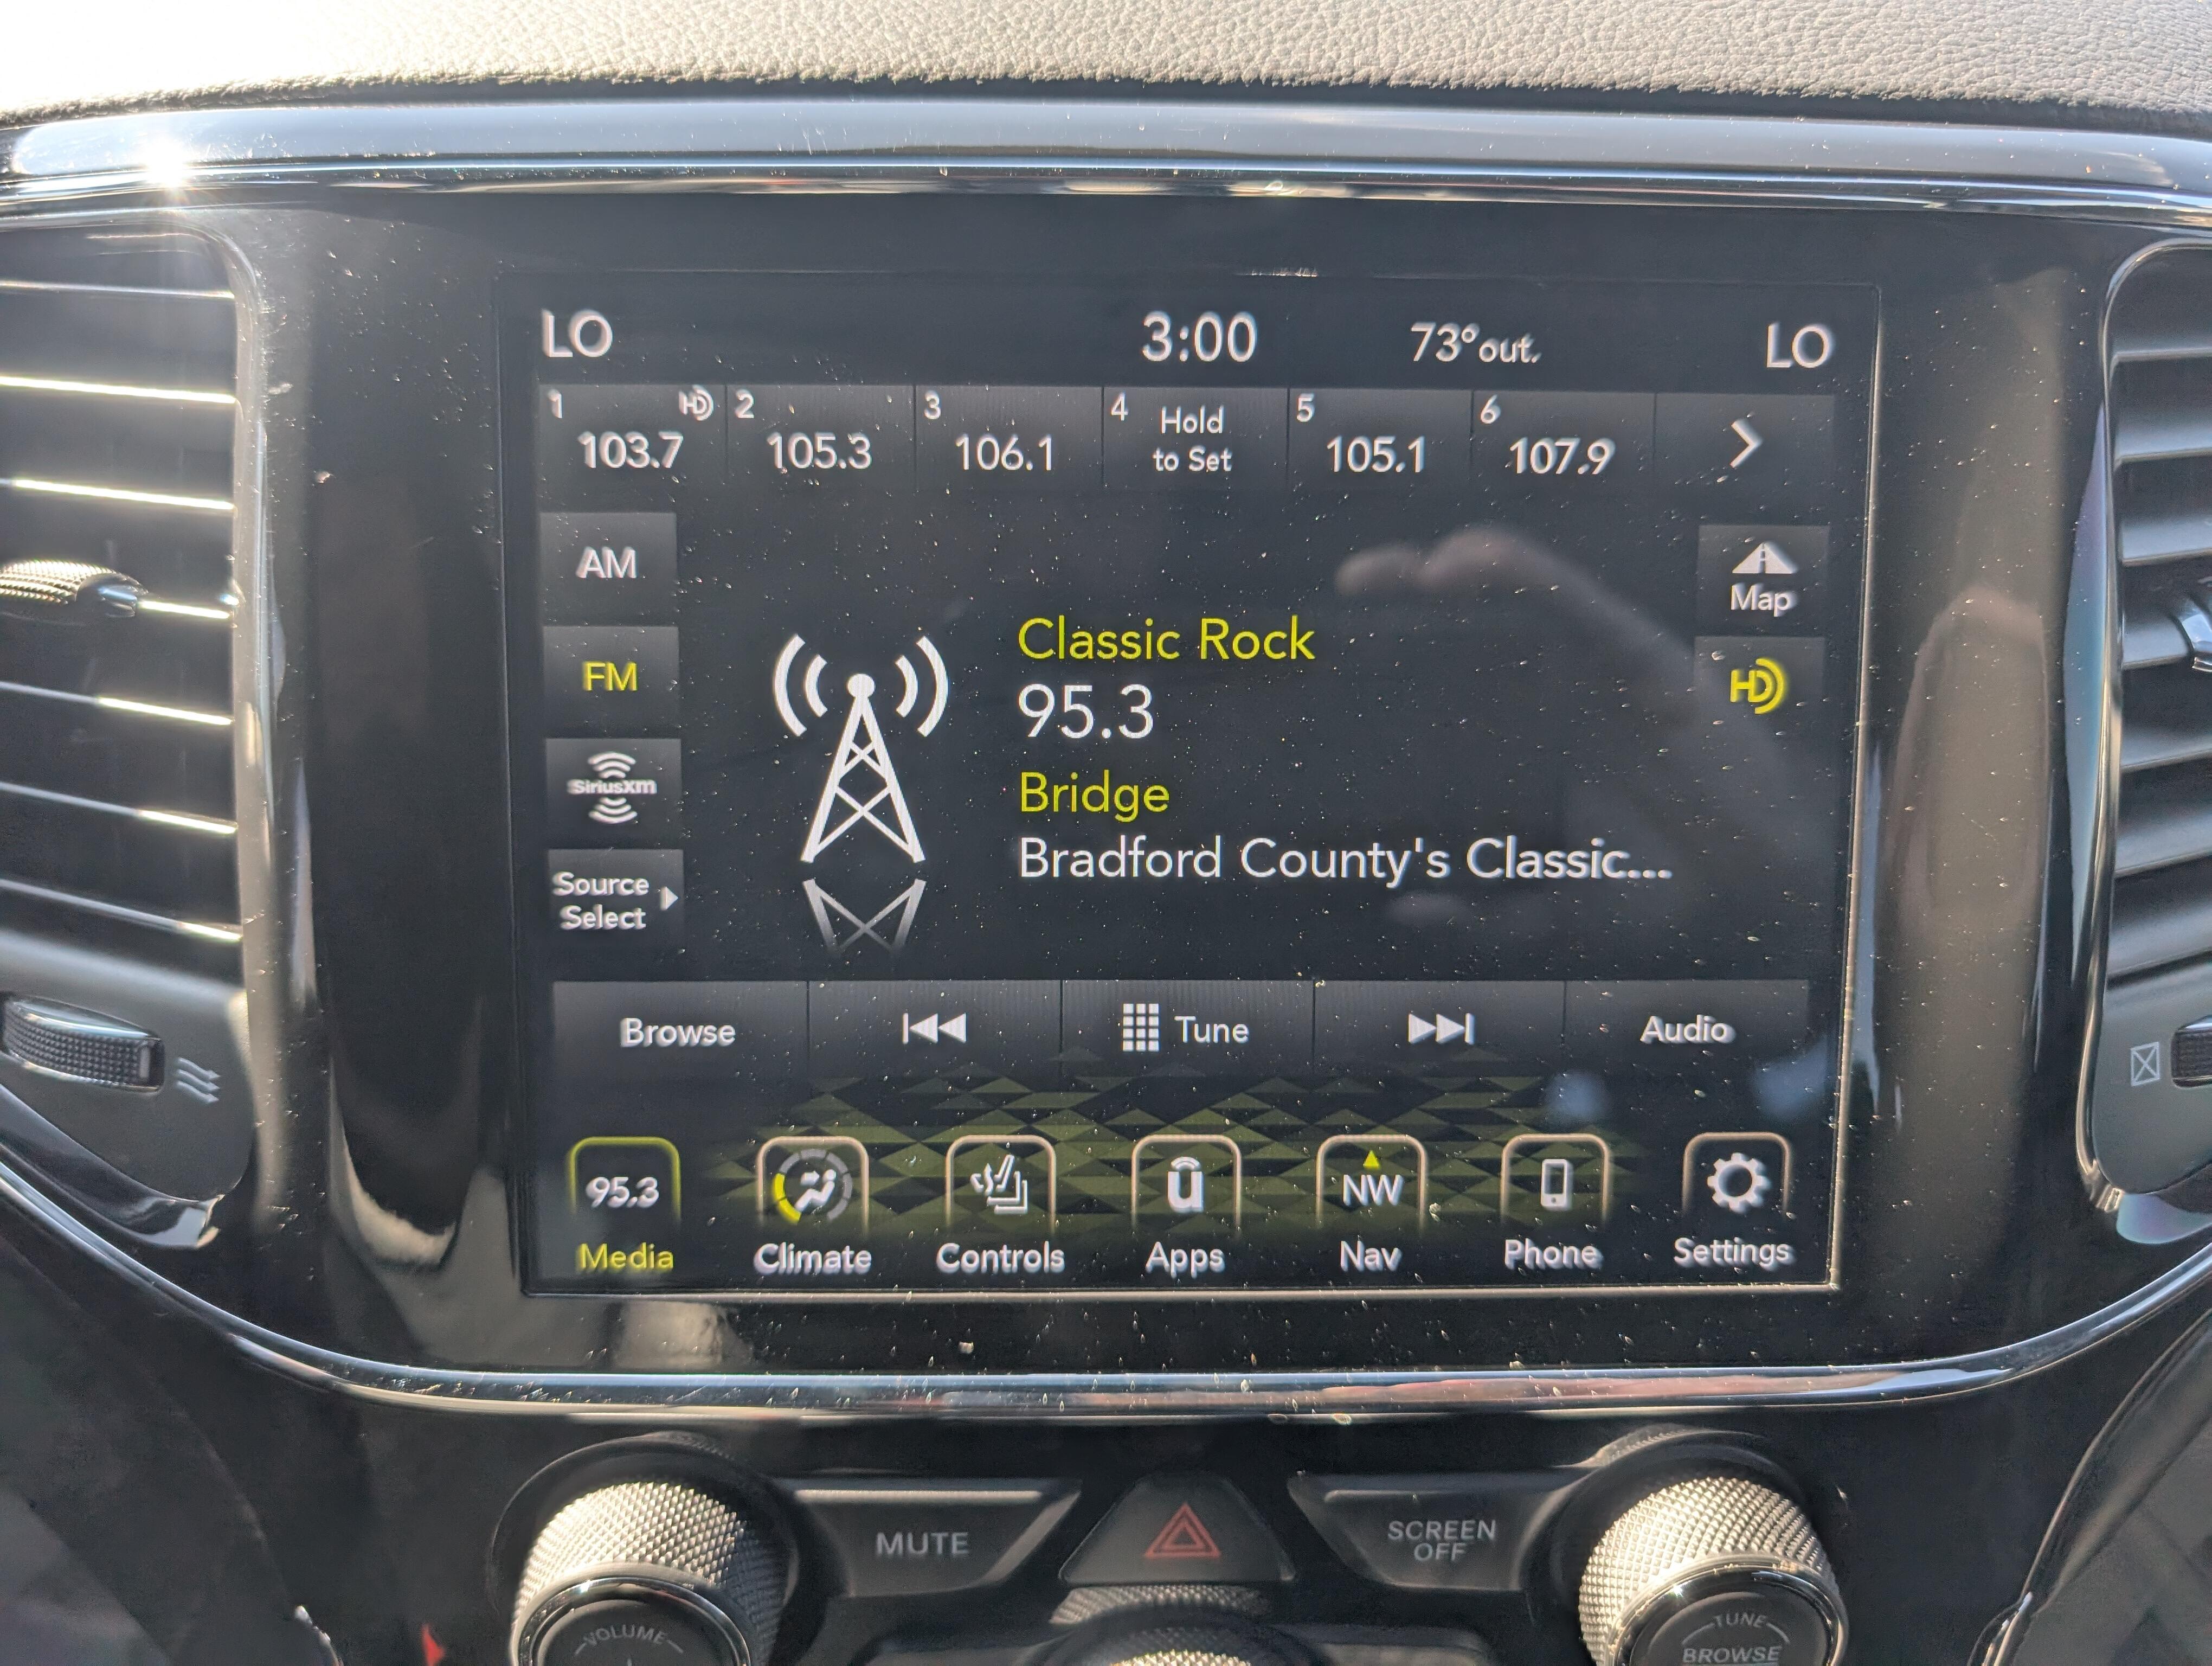 LO 3:00 73°out. LO
1 HD 2 3 4 Hold 5 6
103.7 105.3 106.1 to Set 105.1 107.9
AM
Map
Classic Rock
FM
95.3
HD
SiriusXM
Bridge
Bradford County's Classic...
Source
Select
Browse Tune Audio
95.3 u NW
Media Climate Controls Apps Nav Phone Settings
MUTE
SCREEN
OFF
VOLUME
TUNE
BROWSE